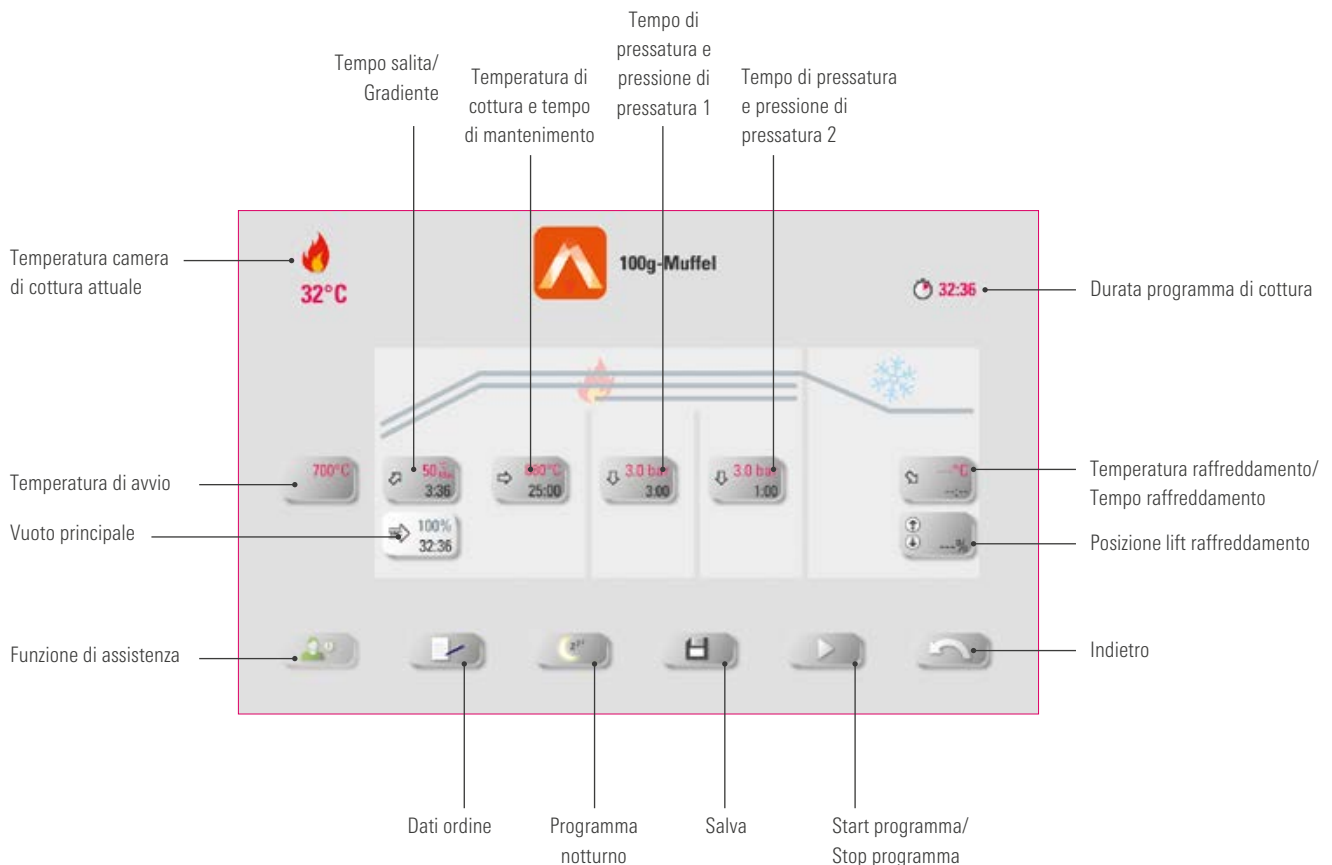 Tempo di
pressatura e
pressione di
pressatura 1
Tempo salita/
Gradiente
Temperatura di
cottura e tempo
di mantenimento
Tempo di pressatura
e pressione di
pressatura 2
Temperatura camera
di cottura attuale
32°C
100g-Muffel
32:36
Durata programma di cottura
Temperatura di avvio
700°C
50
3:36
25:00
3.0 bar
3:00
3.0 bar
1:00
°C
--:--
Temperatura raffreddamento/
Tempo raffreddamento
Vuoto principale
100%
32:36
---%
Posizione lift raffreddamento
Funzione di assistenza
Indietro
Dati ordine
Programma
notturno
Salva
Start programma/
Stop programma